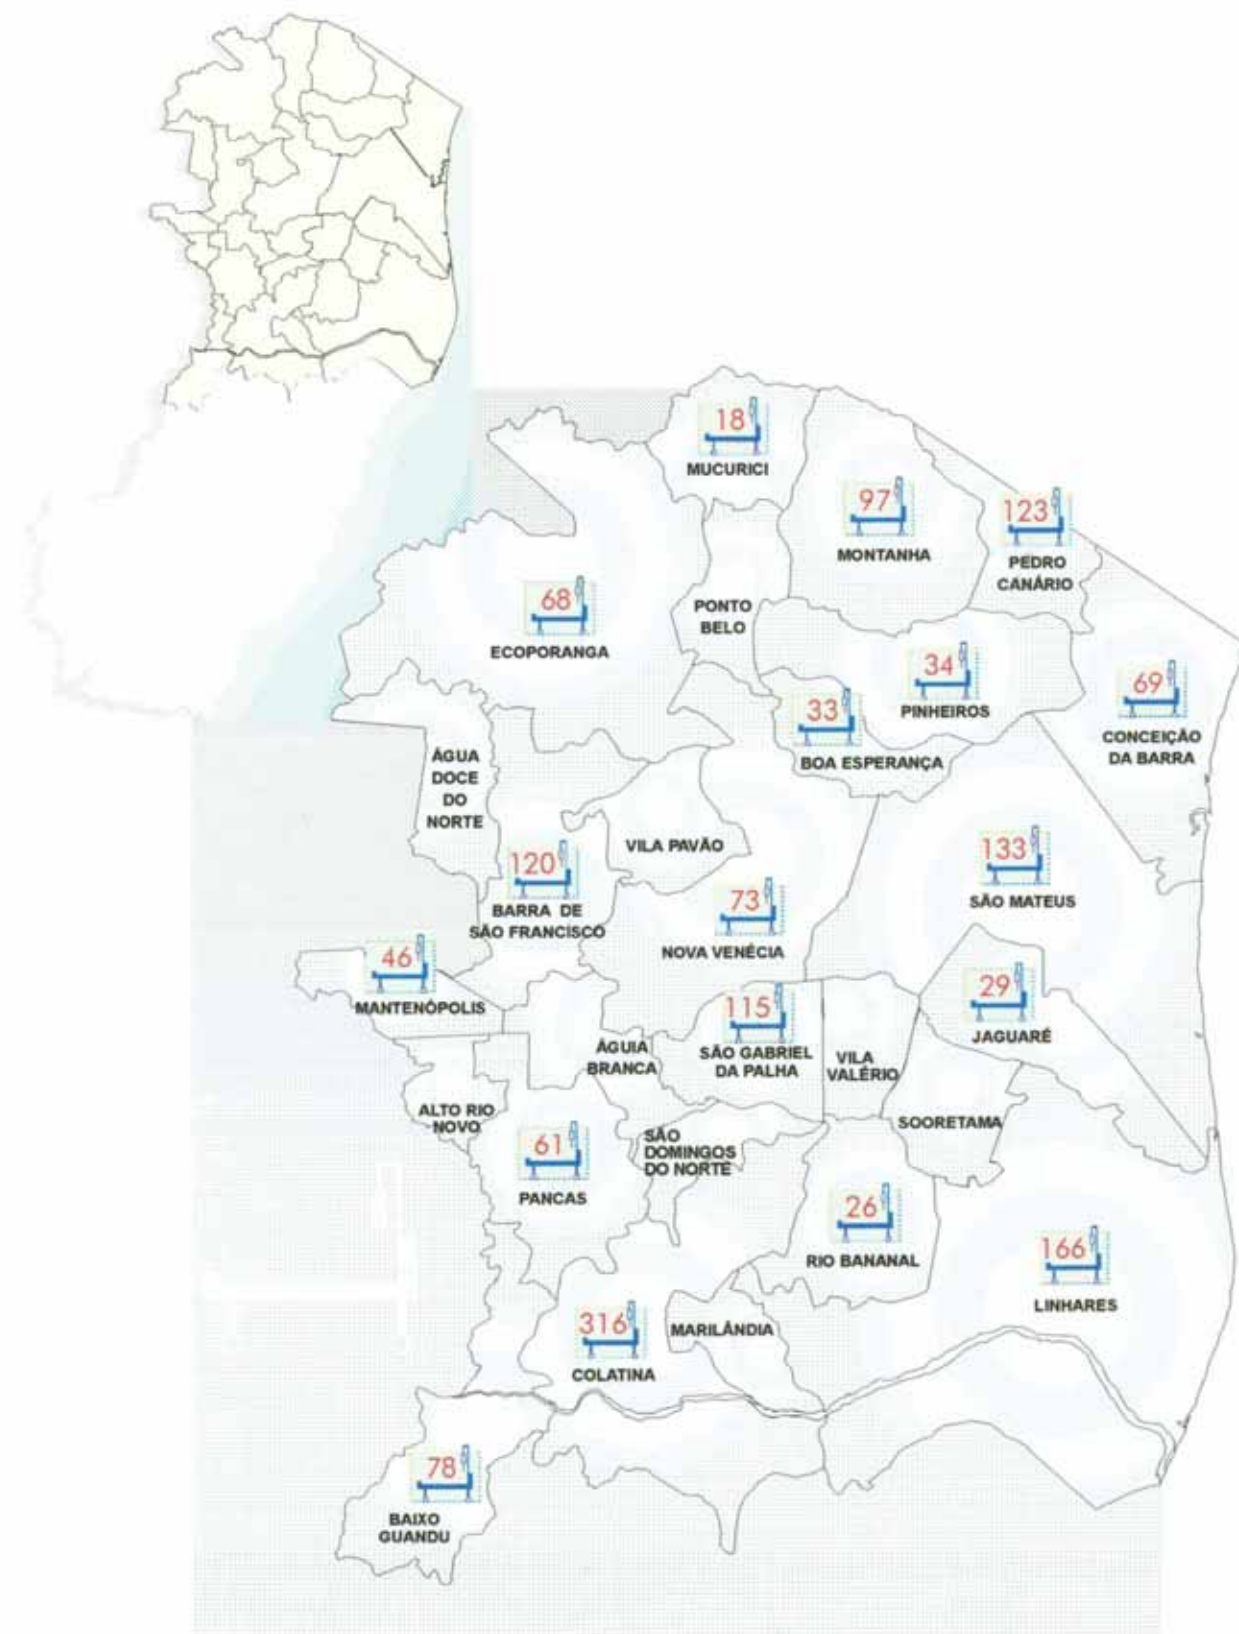 18
MUCURICI
97
MONTANHA
123
PEDRO
CANÁRIO
68
ECOPORANGA
PONTO
BELO
34
PINHEIROS
69
CONCEIÇÃO
DA BARRA
33
BOA ESPERANÇA
ÁGUA
DOCE
DO
NORTE
VILA PAVÃO
120
BARRA DE
SÃO FRANCISCO
133
SÃO MATEUS
73
NOVA VENÉCIA
46
MANTENÓPOLIS
29
JAGUARÉ
115
SÃO GABRIEL
DA PALHA
ÁGUIA
BRANCA
VILA
VALÉRIO
ALTO RIO
NOVO
SOORETAMA
61
PANCAS
SÃO
DOMINGOS
DO NORTE
26
RIO BANANAL
166
LINHARES
316
COLATINA
MARILÂNDIA
78
BAIXO
GUANDU